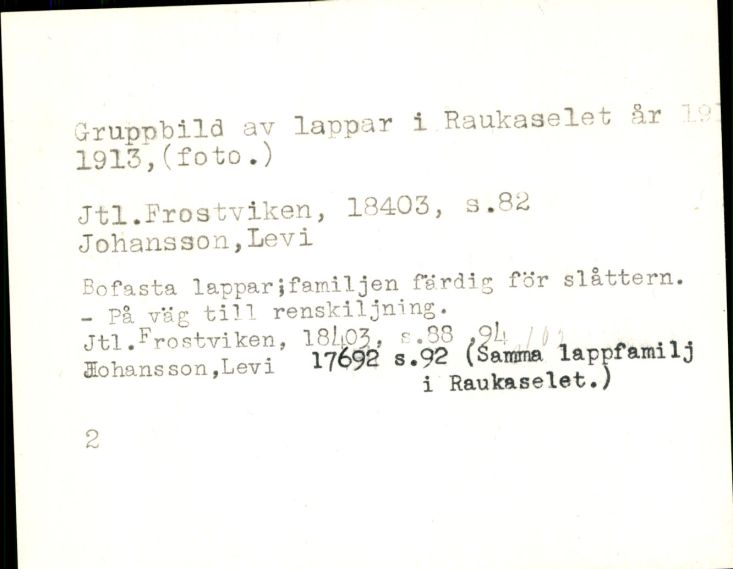 Gruppbild av lappar i Raukaselet år 191
1913,(foto.)
Jtl.Frostviken, 18403, s.82
Johansson,Levi
Bofasta lappar;familjen färdig för slåttern.
- På väg till renskiljning.
Jtl.Frostviken, 18403, s.88 ,94
Johansson,Levi 17692 s.92 (Samma lappfamilj
i Raukaselet.)
2